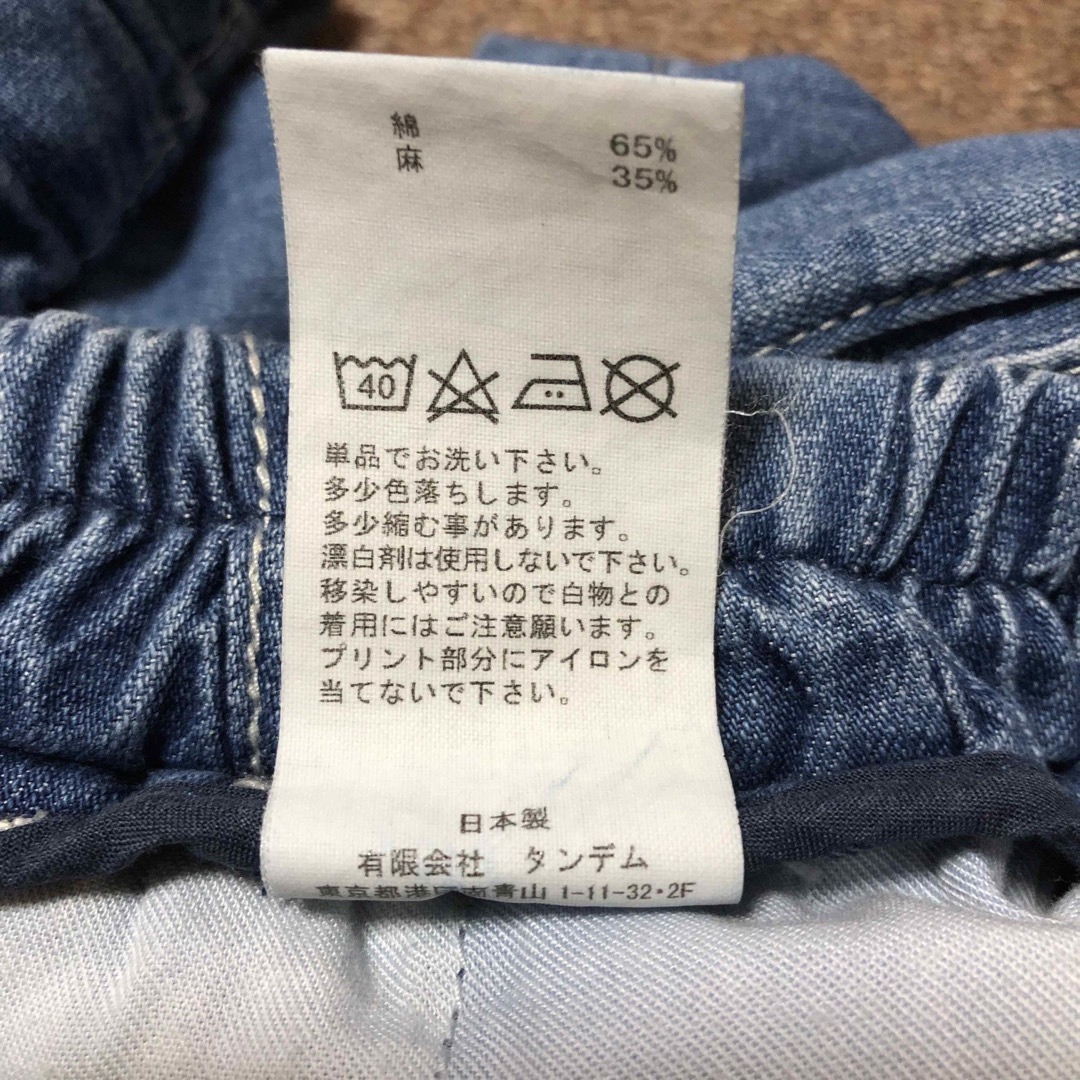 綿 65%
麻 35%
40
単品でお洗い下さい。
多少色落ちします。
多少縮む事があります。
漂白剤は使用しないで下さい。
移染しやすいので白物との
着用にはご注意願います。
プリント部分にアイロンを
当てないで下さい。
日本製
有限会社 タンデム
東京都港区南青山 1-11-32・2F